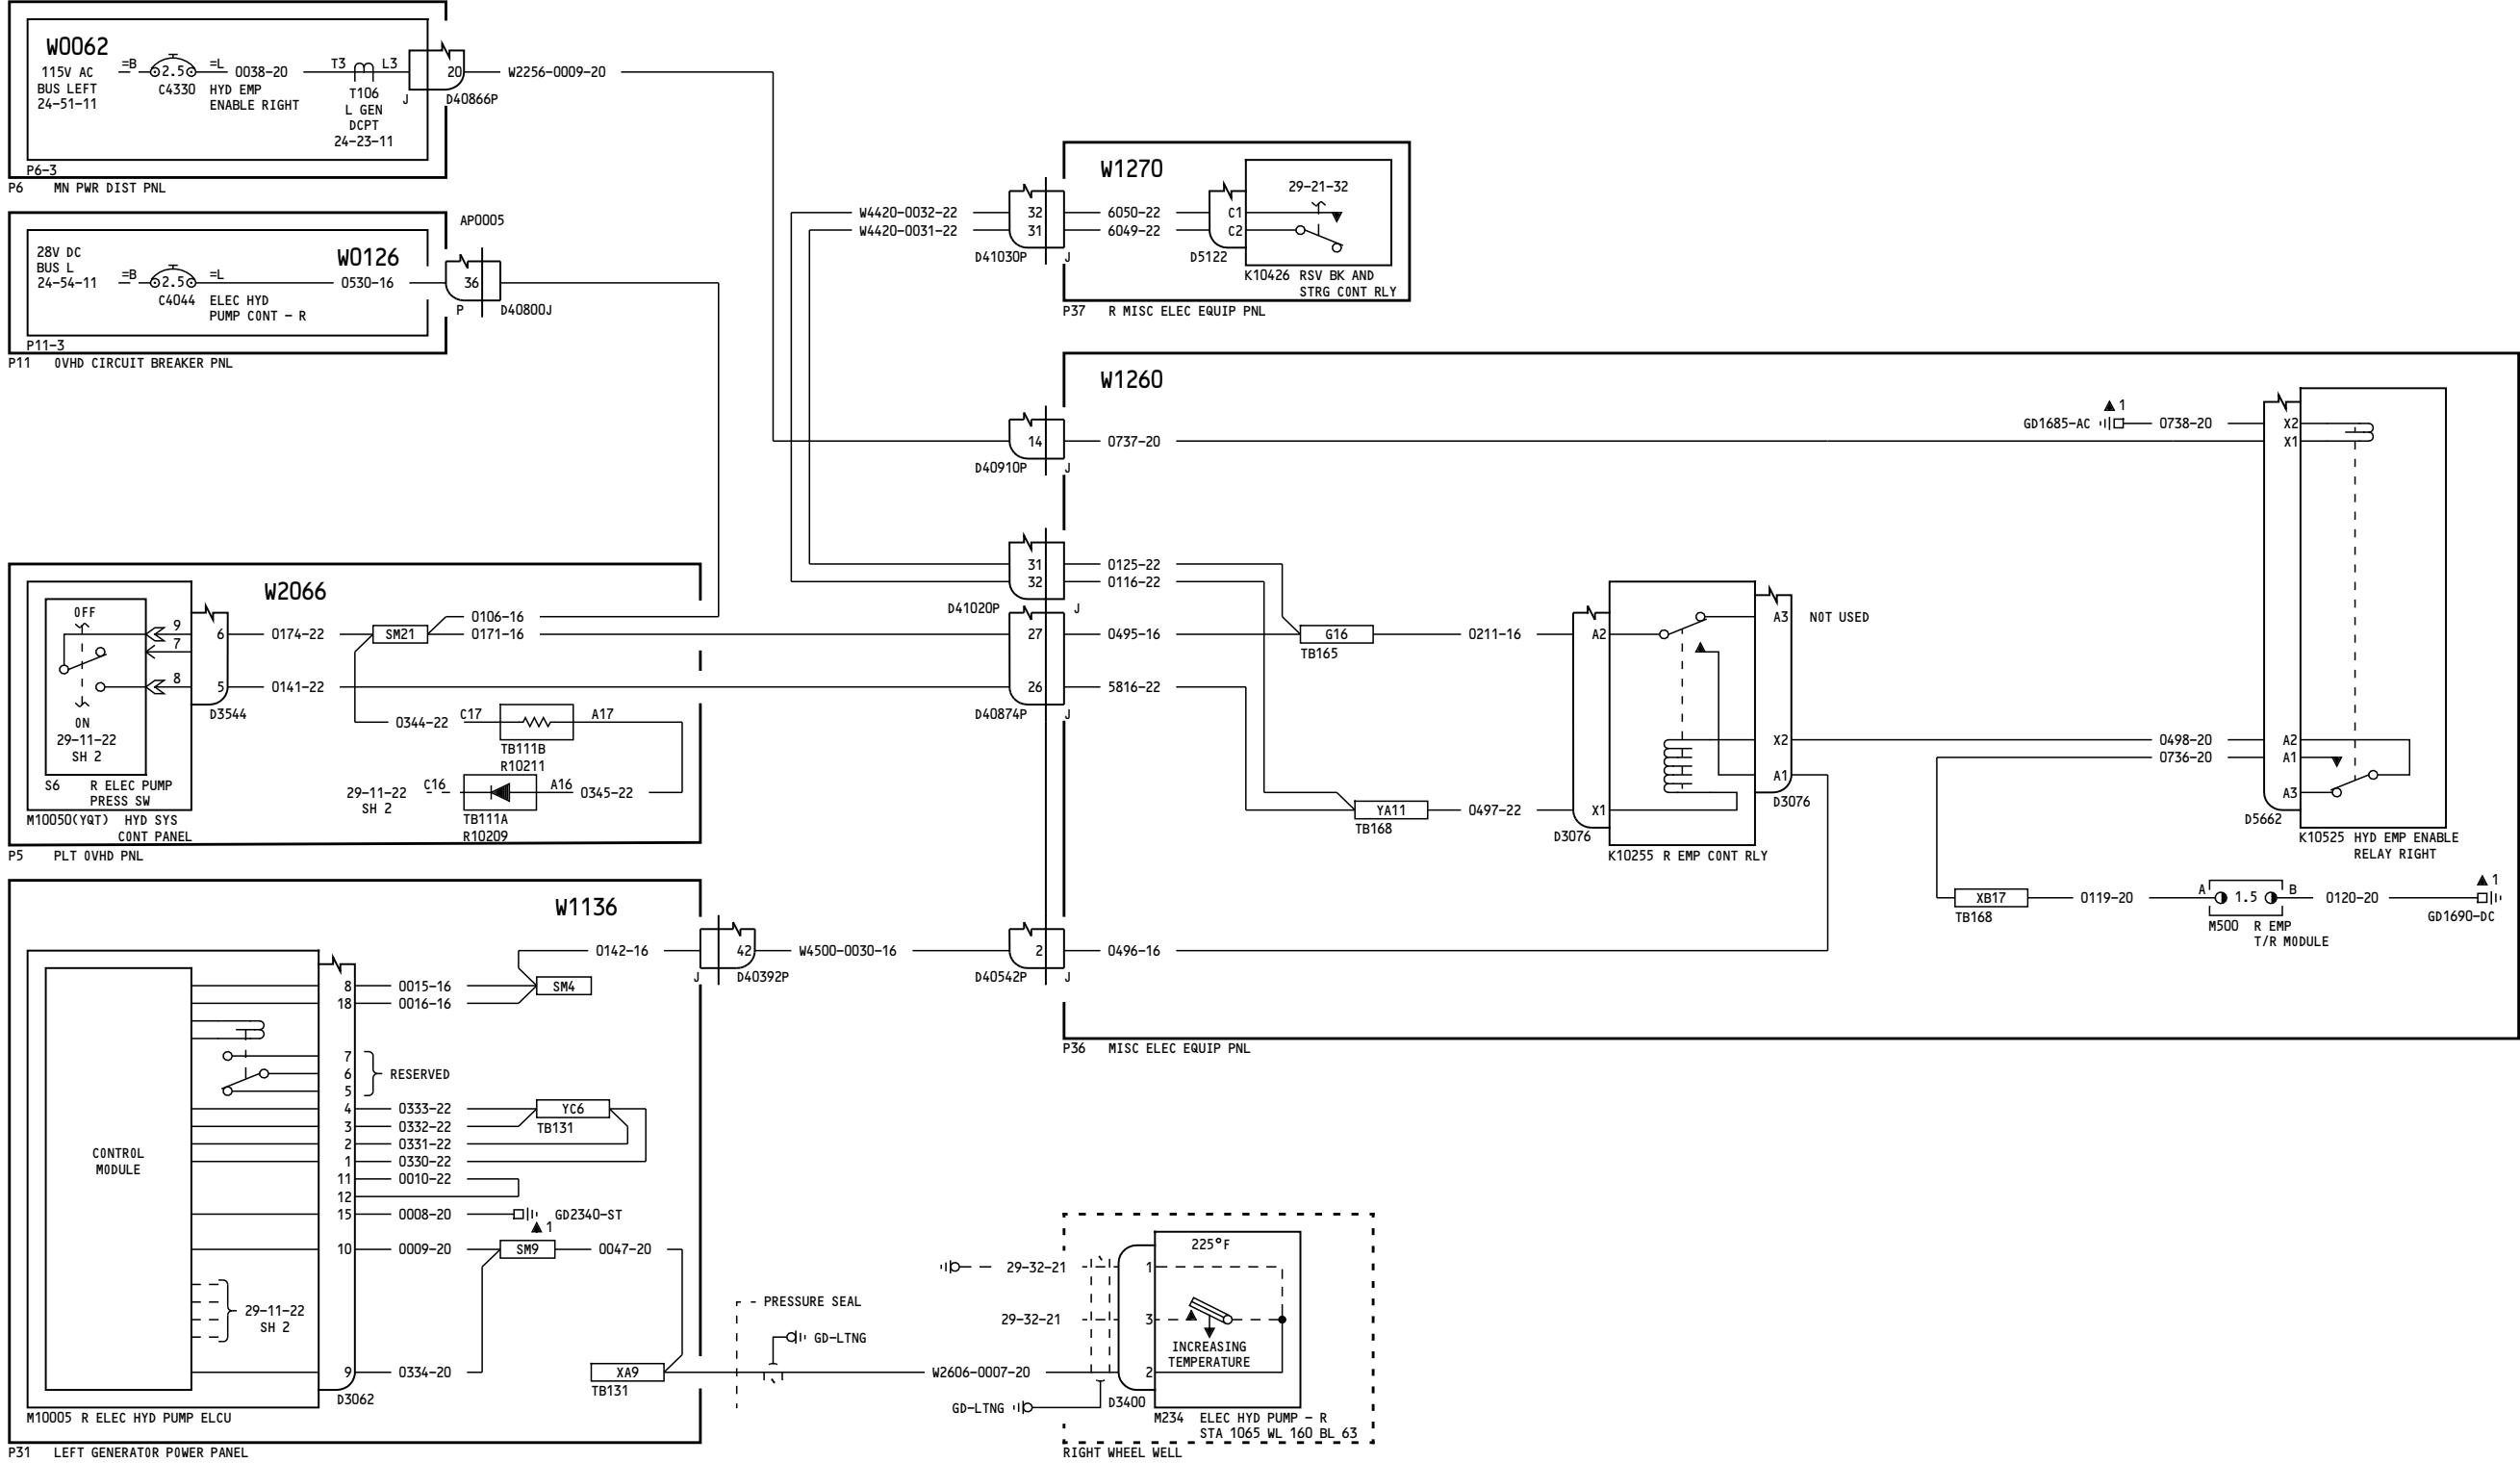 W0062
115V AC
BUS LEFT
24-51-11
=B
2.5
C4330
=L
0038-20
HYD EMP
ENABLE RIGHT
T3
L3
T106
L GEN
DCPT
24-23-11
20
J
D40866P
W2256-0009-20
P6-3
P6 MN PWR DIST PNL
AP0005
28V DC
BUS L
24-54-11
W0126
=B
2.5
C4044
=L
0530-16
ELEC HYD
PUMP CONT - R
36
P
D40800J
P11-3
P11 OVHD CIRCUIT BREAKER PNL
W1270
29-21-32
W4420-0032-22
32
6050-22
C1
W4420-0031-22
31
6049-22
C2
D41030P
J
D5122
K10426 RSV BK AND
STRG CONT RLY
P37 R MISC ELEC EQUIP PNL
W1260
14
0737-20
D40910P
J
1
GD1685-AC
0738-20
X2
X1
31
0125-22
32
0116-22
D41020P
J
27
0495-16
G16
TB165
0211-16
A2
A3
NOT USED
26
5816-22
D40874P
J
YA11
TB168
0497-22
X1
D3076
X2
A1
D3076
K10255 R EMP CONT RLY
0498-20
A2
0736-20
A1
A3
D5662
K10525 HYD EMP ENABLE
RELAY RIGHT
XB17
TB168
0119-20
A
1.5
B
M500 R EMP
T/R MODULE
0120-20
1
GD1690-DC
W2066
OFF
9
7
8
ON
29-11-22
SH 2
S6 R ELEC PUMP
PRESS SW
M10050(YQT) HYD SYS
CONT PANEL
6
5
D3544
0174-22
SM21
0106-16
0171-16
0141-22
0344-22
C17
A17
TB111B
R10211
29-11-22
SH 2
C16
A16
0345-22
TB111A
R10209
P5 PLT OVHD PNL
W1136
0142-16
42
J
D40392P
W4500-0030-16
2
D40542P
J
0496-16
P36 MISC ELEC EQUIP PNL
8
0015-16
SM4
18
0016-16
7
6
5
RESERVED
4
0333-22
YC6
TB131
3
0332-22
2
0331-22
1
0330-22
11
0010-22
12
15
0008-20
GD2340-ST
1
10
0009-20
SM9
0047-20
CONTROL
MODULE
29-11-22
SH 2
9
0334-20
D3062
M10005 R ELEC HYD PUMP ELCU
XA9
TB131
P31 LEFT GENERATOR POWER PANEL
PRESSURE SEAL
GD-LTNG
W2606-0007-20
GD-LTNG
29-32-21
1
29-32-21
3
2
225°F
INCREASING
TEMPERATURE
D3400
M234 ELEC HYD PUMP - R
STA 1065 WL 160 BL 63
RIGHT WHEEL WELL